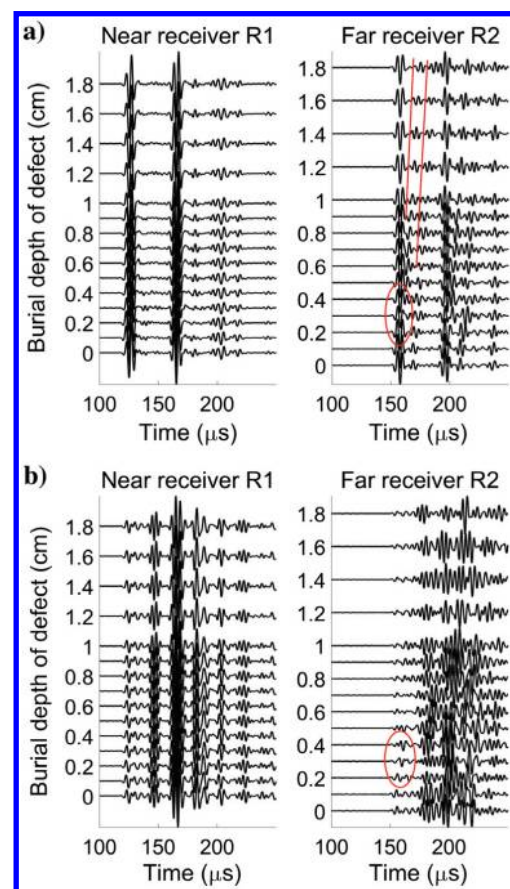 a)
Near receiver R1
Far receiver R2
Burial depth of defect (cm)
1.8
1.6
1.4
1.2
1
0.8
0.6
0.4
0.2
0
100 150 200
Time (μs)
1.8
1.6
1.4
1.2
1
0.8
0.6
0.4
0.2
0
100 150 200
Time (μs)
b)
Near receiver R1
Far receiver R2
Burial depth of defect (cm)
1.8
1.6
1.4
1.2
1
0.8
0.6
0.4
0.2
0
100 150 200
Time (μs)
1.8
1.6
1.4
1.2
1
0.8
0.6
0.4
0.2
0
100 150 200
Time (μs)